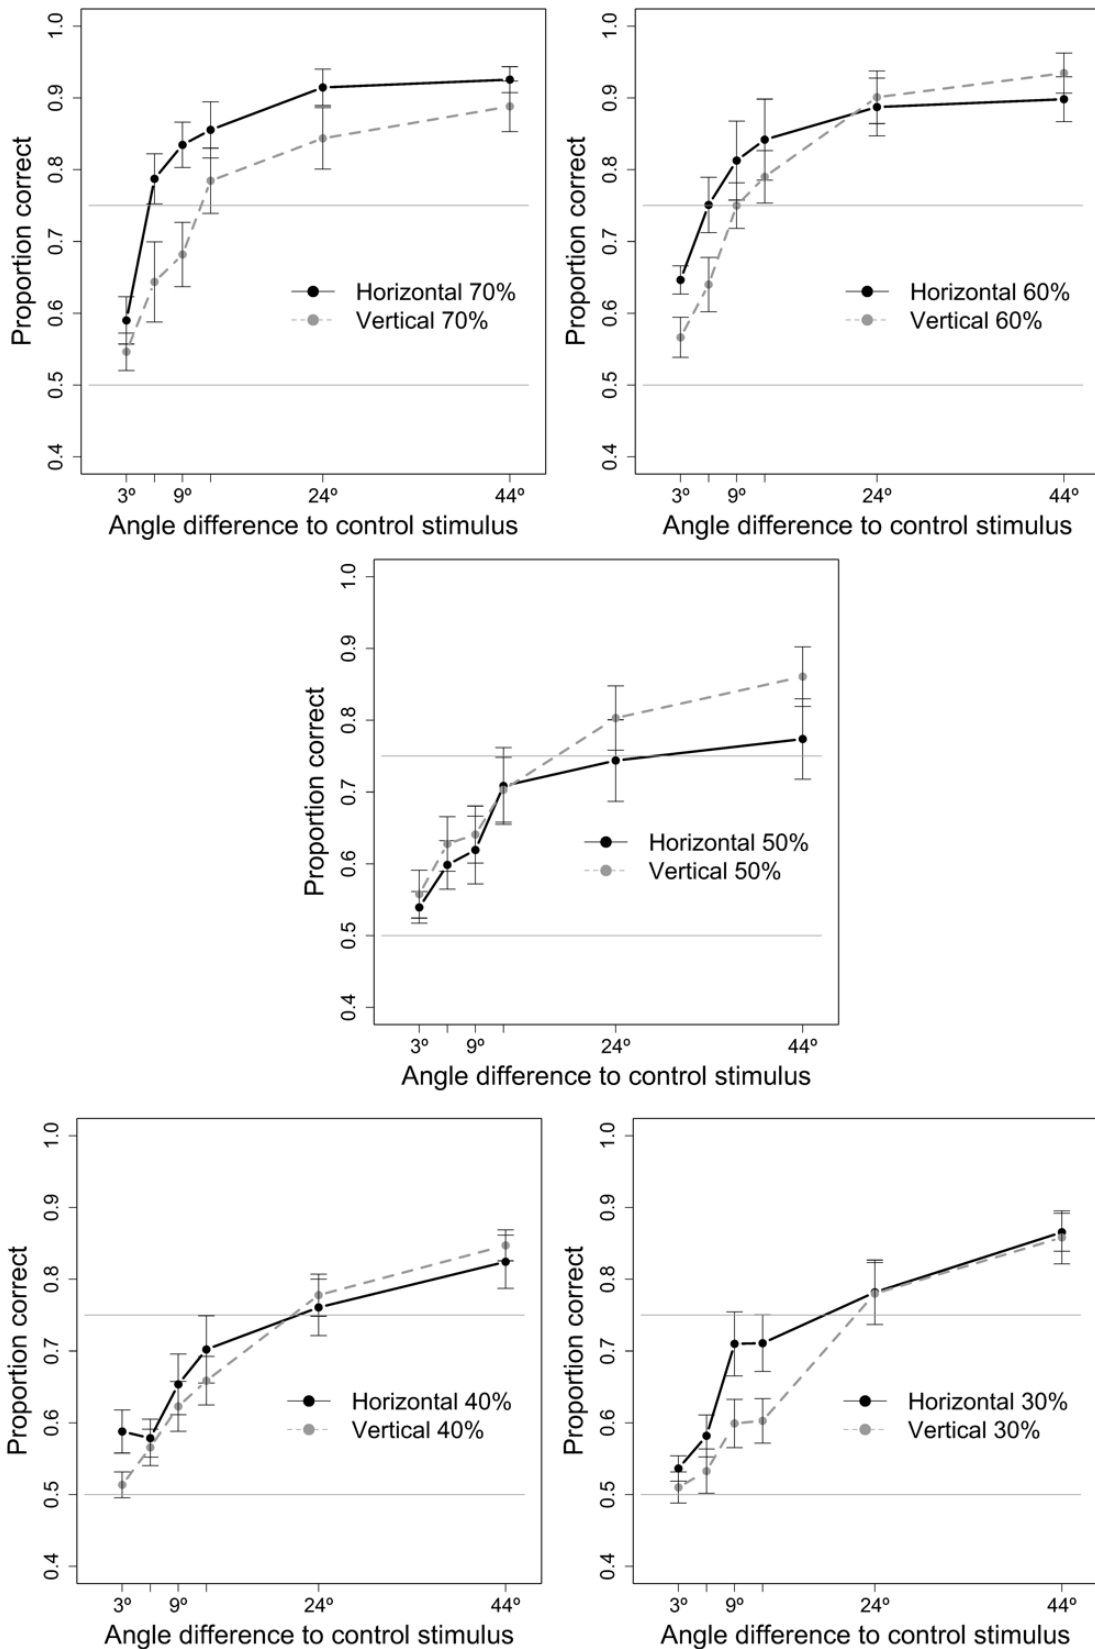 1.0
0.9
0.8
0.7
0.6
0.5
0.4
Proportion correct
Horizontal 70%
Vertical 70%
3º 9º 24º 44º
Angle difference to control stimulus
1.0
0.9
0.8
0.7
0.6
0.5
0.4
Proportion correct
Horizontal 60%
Vertical 60%
3º 9º 24º 44º
Angle difference to control stimulus
1.0
0.9
0.8
0.7
0.6
0.5
0.4
Proportion correct
Horizontal 50%
Vertical 50%
3º 9º 24º 44º
Angle difference to control stimulus
1.0
0.9
0.8
0.7
0.6
0.5
0.4
Proportion correct
Horizontal 40%
Vertical 40%
3º 9º 24º 44º
Angle difference to control stimulus
1.0
0.9
0.8
0.7
0.6
0.5
0.4
Proportion correct
Horizontal 30%
Vertical 30%
3º 9º 24º 44º
Angle difference to control stimulus